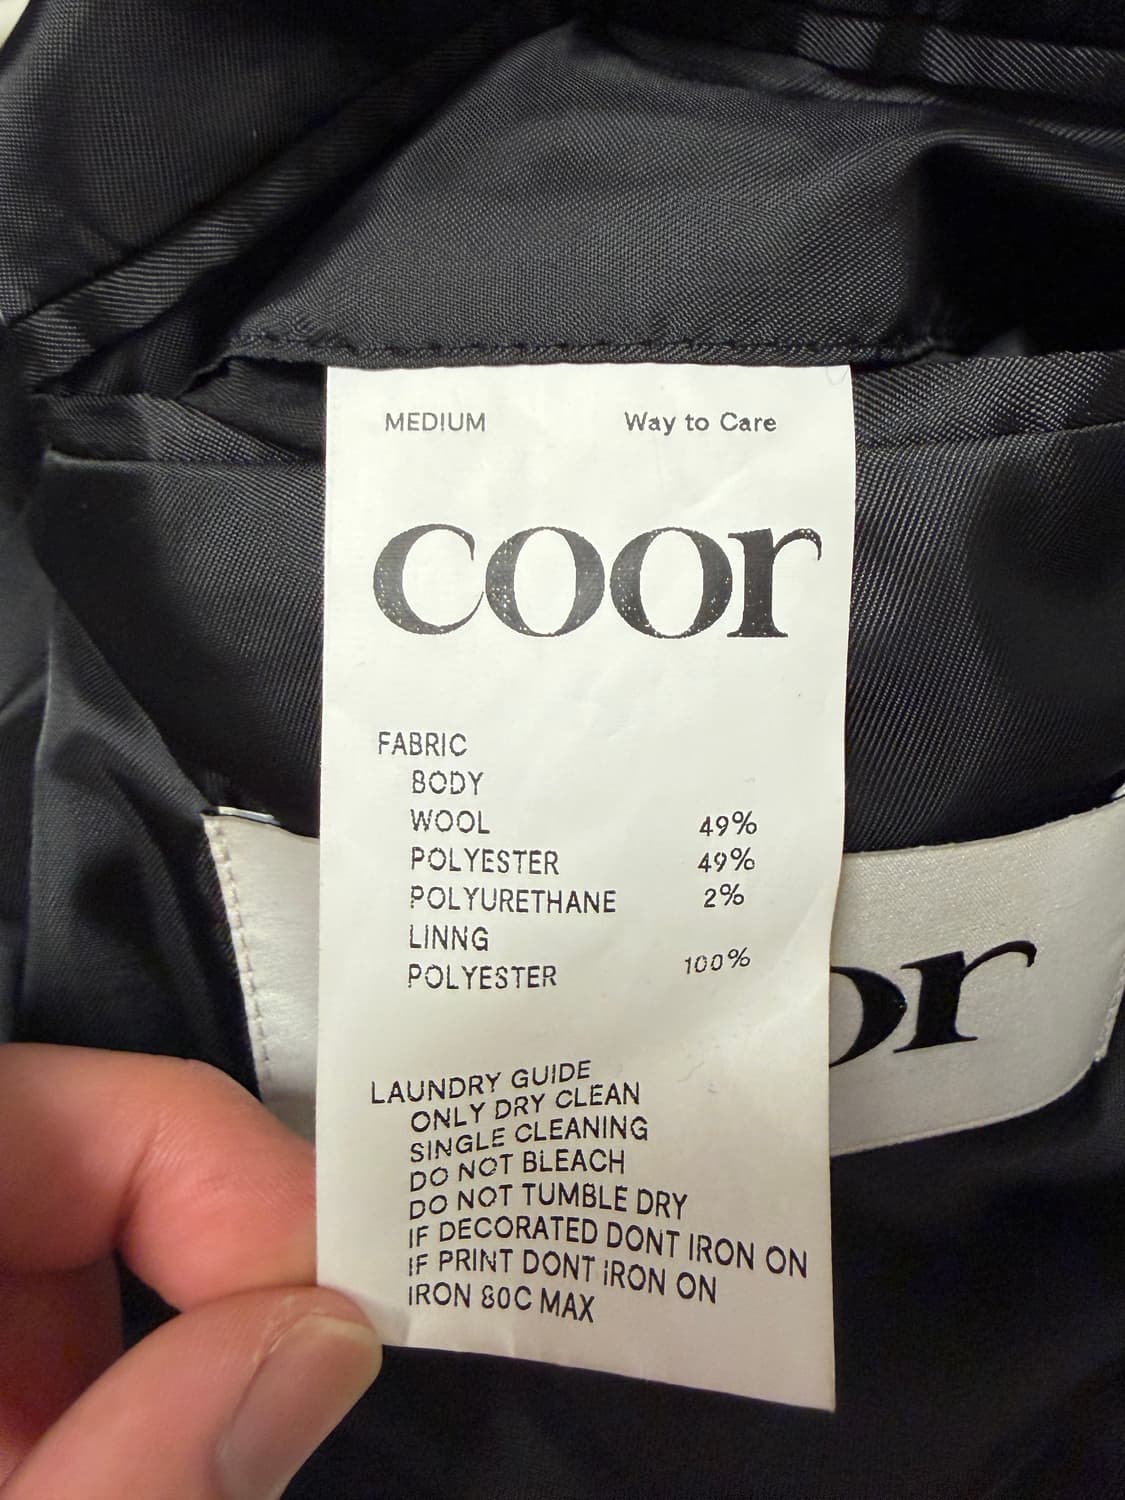 MEDIUM Way to Care
coor
FABRIC
BODY
WOOL 49%
POLYESTER 49%
POLYURETHANE 2%
LINNG
POLYESTER 100%
or
LAUNDRY GUIDE
ONLY DRY CLEAN
SINGLE CLEANING
DO NOT BLEACH
DO NOT TUMBLE DRY
IF DECORATED DONT IRON ON
IF PRINT DONT IRON ON
IRON 80C MAX